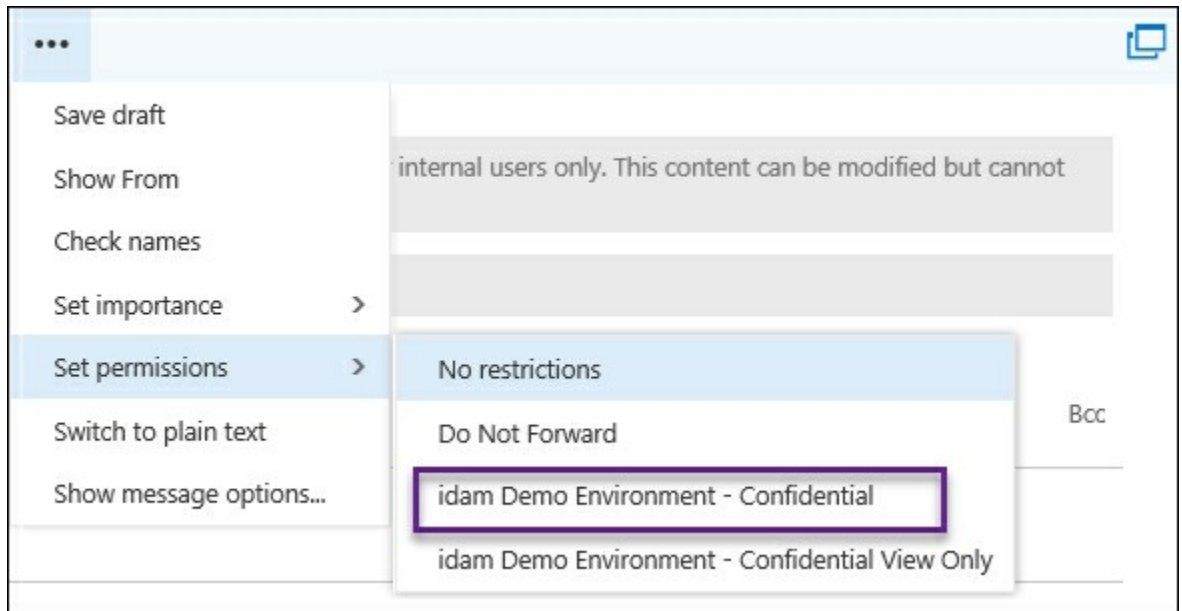 •••
Save draft
Show From
internal users only. This content can be modified but cannot
Check names
Set importance >
Set permissions >
No restrictions
Bcc
Switch to plain text
Do Not Forward
Show message options...
idam Demo Environment - Confidential
idam Demo Environment - Confidential View Only